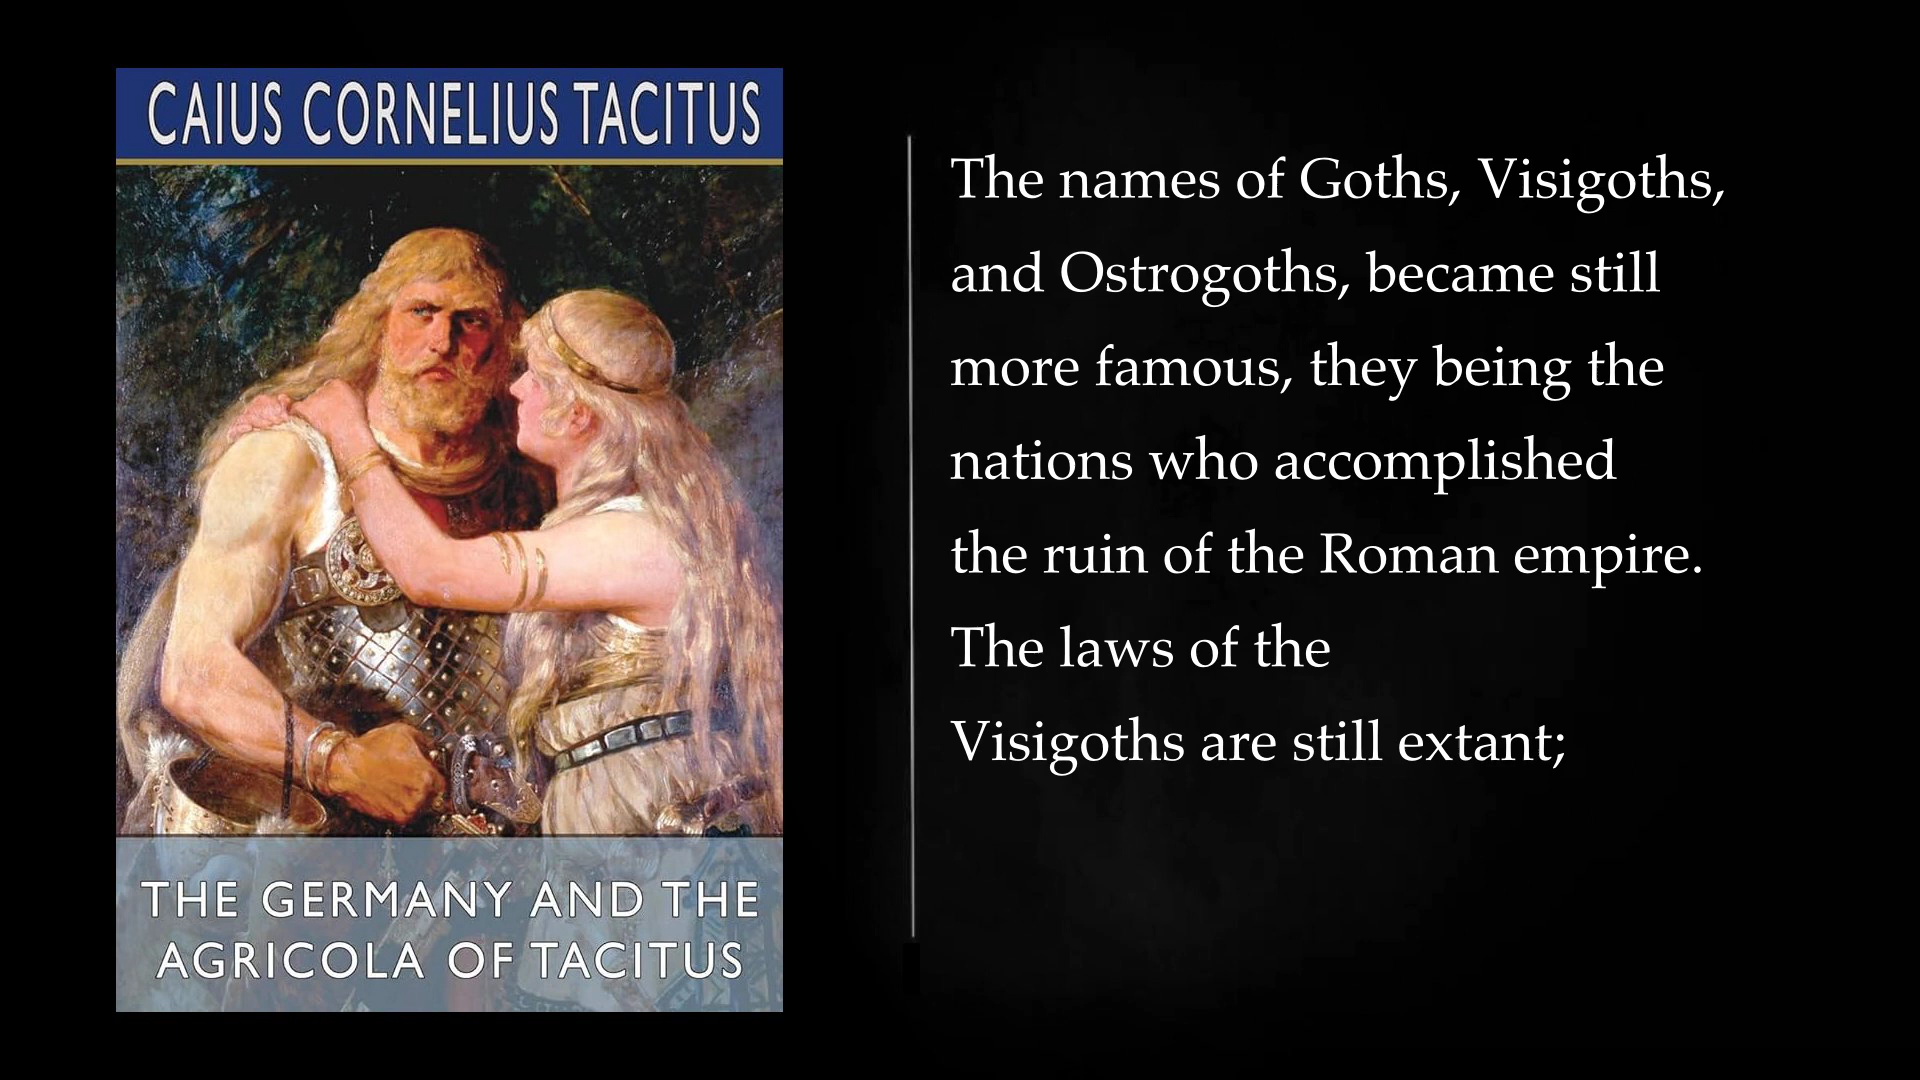 CAIUS CORNELIUS TACITUS
THE GERMANY AND THE
AGRICOLA OF TACITUS
The names of Goths, Visigoths,
and Ostrogoths, became still
more famous, they being the
nations who accomplished
the ruin of the Roman empire.
The laws of the
Visigoths are still extant;